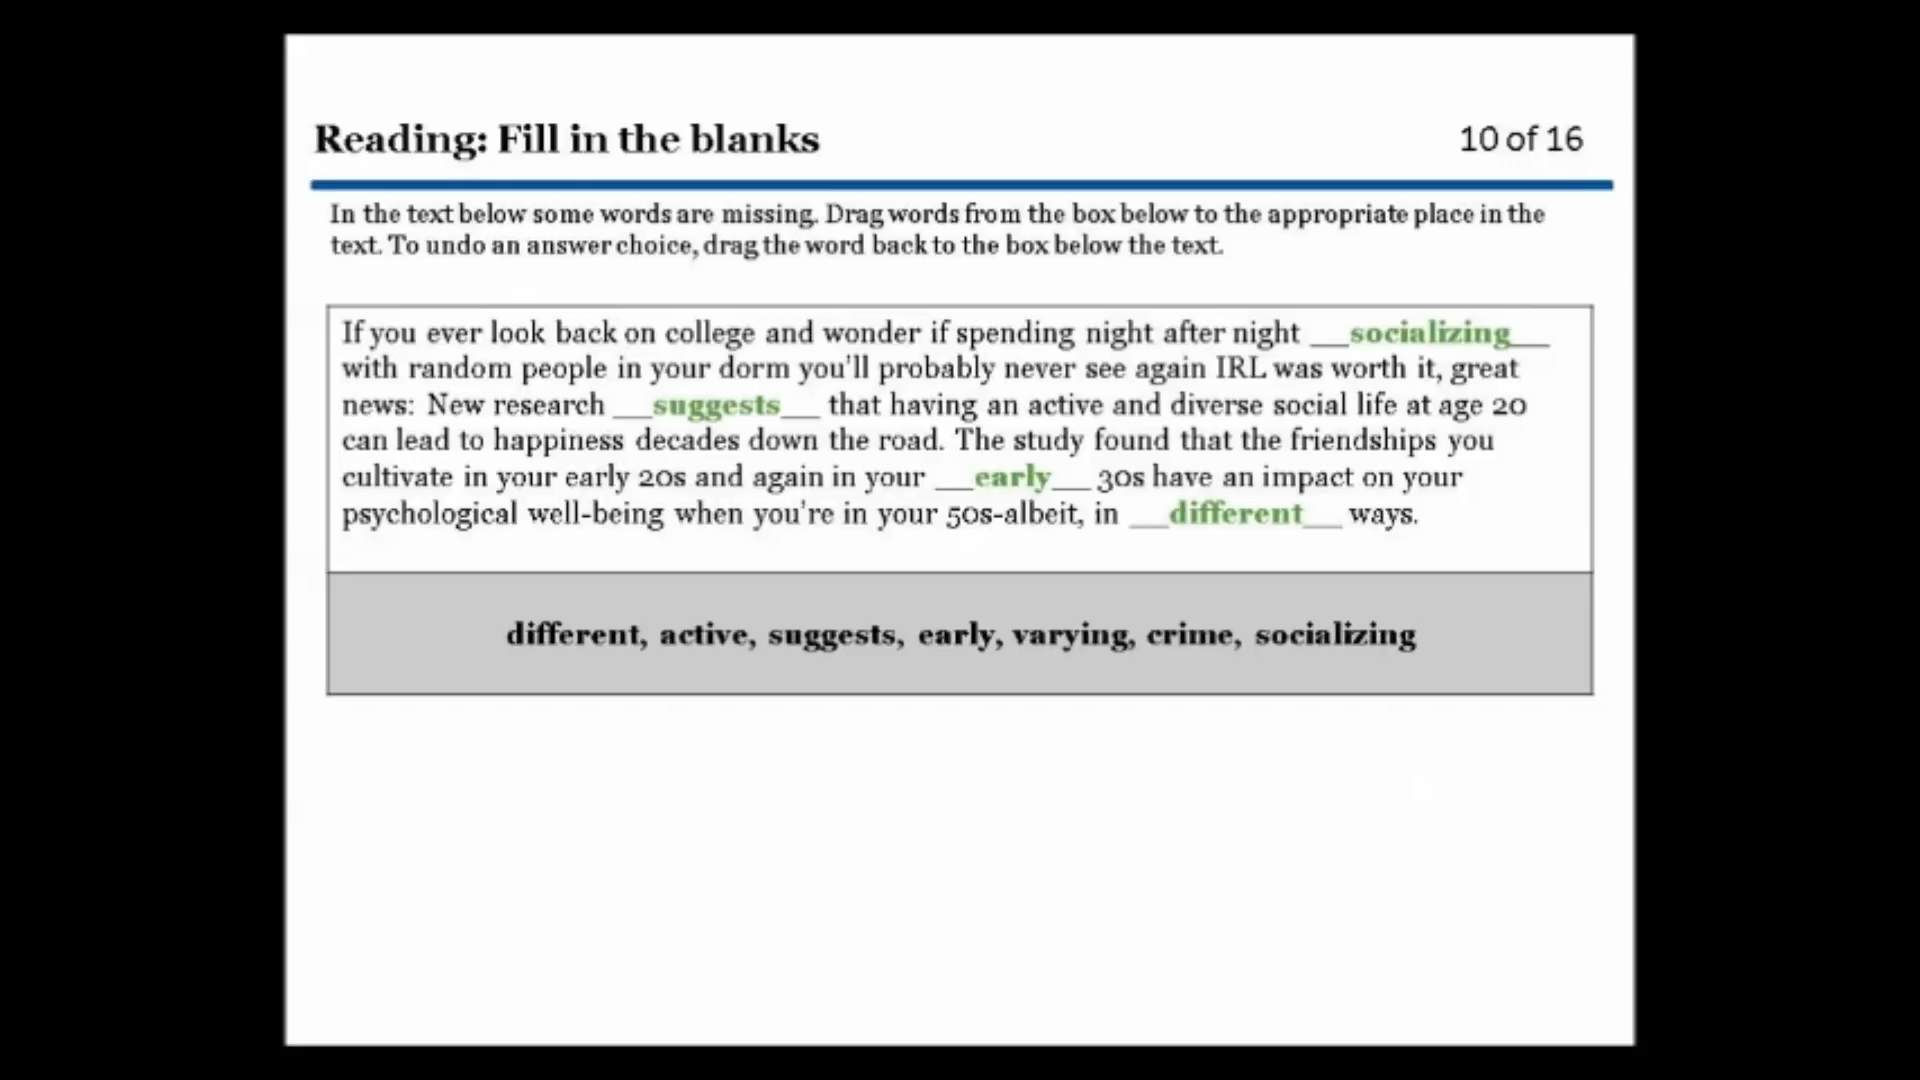 Reading: Fill in the blanks
10 of 16
In the text below some words are missing. Drag words from the box below to the appropriate place in the
text. To undo an answer choice, drag the word back to the box below the text.
If you ever look back on college and wonder if spending night after night __socializing__
with random people in your dorm you'll probably never see again IRL was worth it, great
news: New research __suggests__ that having an active and diverse social life at age 20
can lead to happiness decades down the road. The study found that the friendships you
cultivate in your early 20s and again in your __early__ 30s have an impact on your
psychological well-being when you're in your 50s-albeit, in __different__ ways.
different, active, suggests, early, varying, crime, socializing